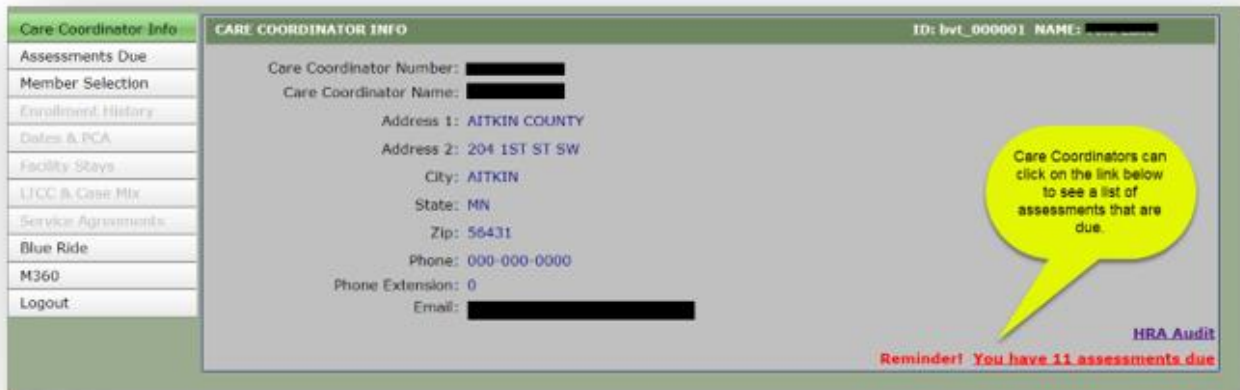 Care Coordinator Info
Assessments Due
Member Selection
Enrollment History
Dates & PCA
Facility Stays
LTCC & Case Mix
Service Agreements
Blue Ride
M360
Logout
CARE COORDINATOR INFO
ID: bvt_000001 NAME:
Care Coordinator Number:
Care Coordinator Name:
Address 1: AITKIN COUNTY
Address 2: 204 1ST ST SW
City: AITKIN
State: MN
Zip: 56431
Phone: 000-000-0000
Phone Extension: 0
Email:
Care Coordinators can
click on the link below
to see a list of
assessments that are
due.
HRA Audit
Reminder! You have 11 assessments due